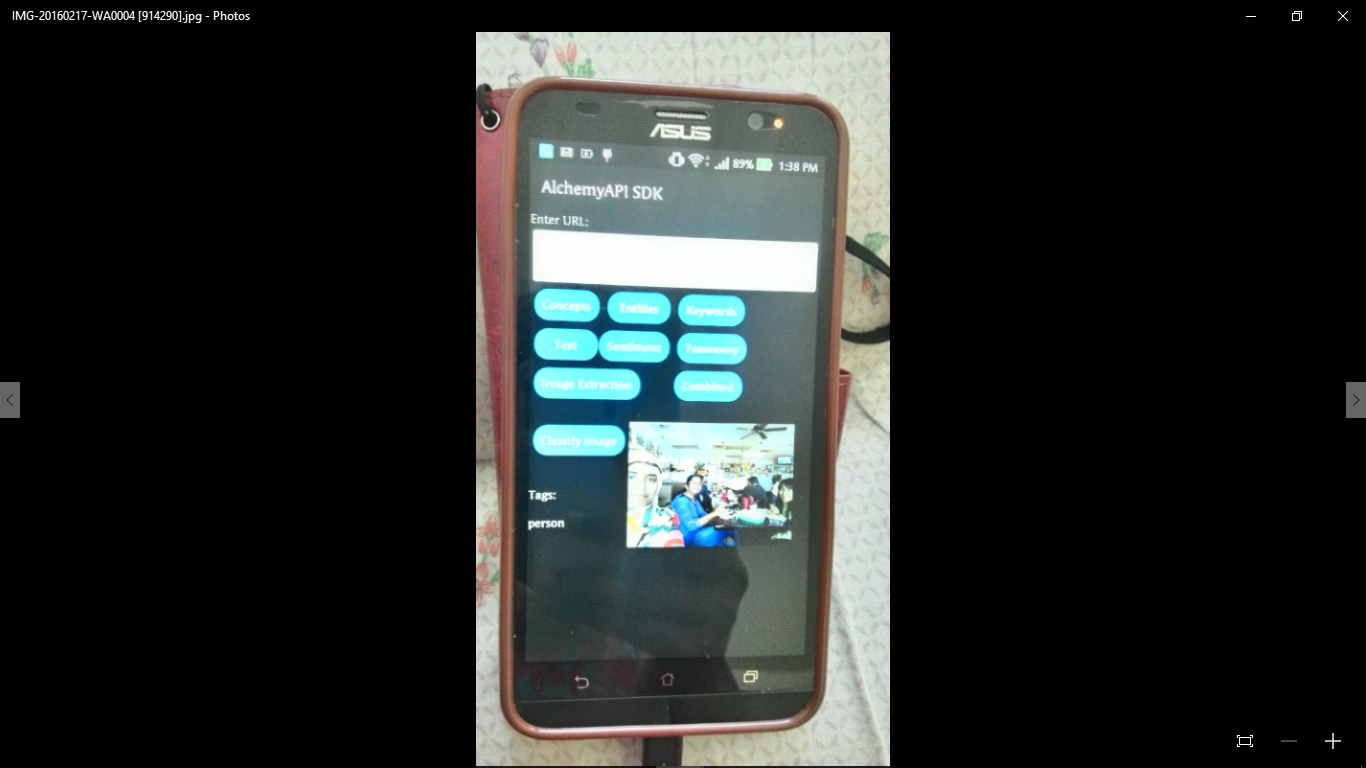 IMG-20160217-WA0004 [914290].jpg - Photos
ASUS
89% 1:38 PM
AlchemyAPI SDK
Enter URL:
Concepts Entities Keywords
Text Sentiment Taxonomy
Image Extraction Combined
Classify Image
Tags:
person